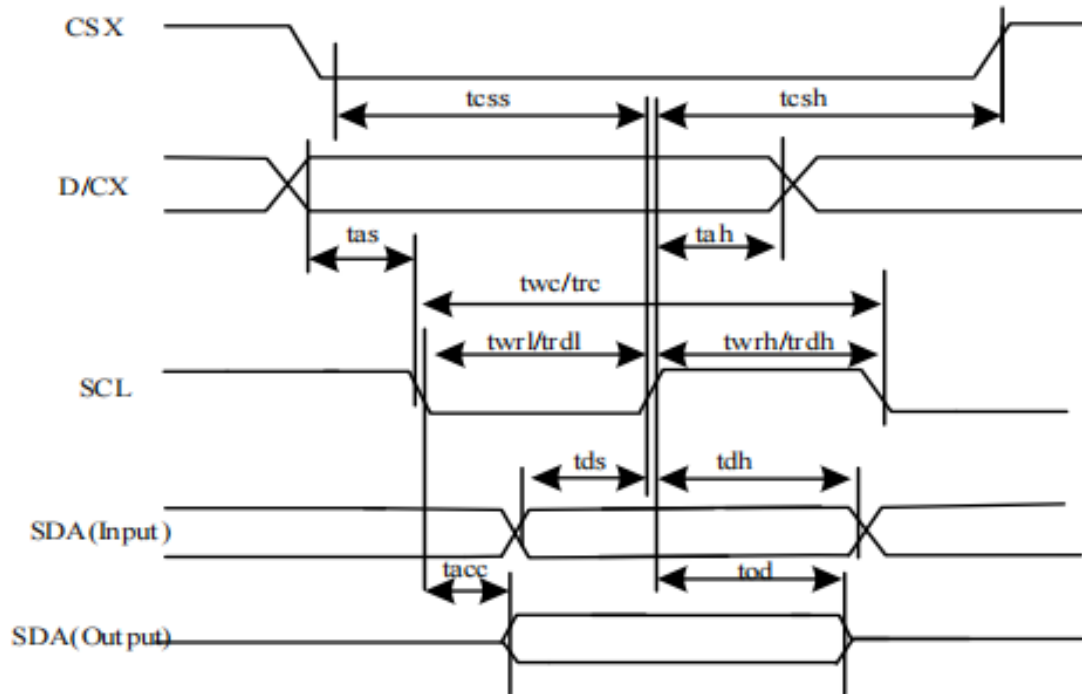 CSX
tcss tcsh
D/CX
tas tah
twc/trc
twrl/trdl twrh/trdh
SCL
tds tdh
SDA(Input)
tacc tod
SDA(Output)